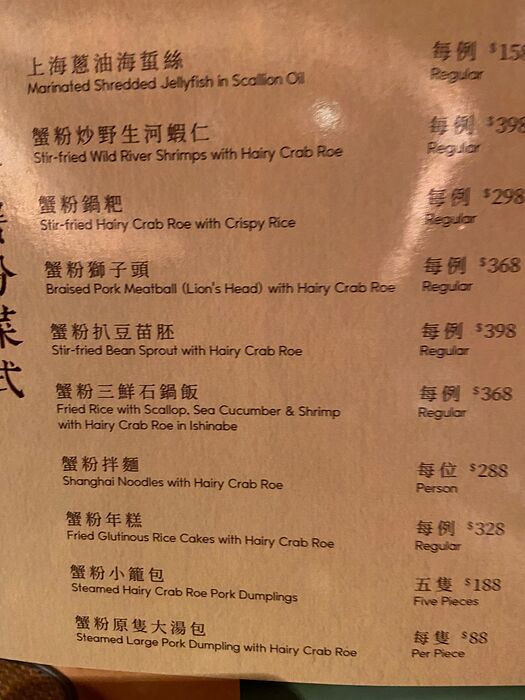 上海蔥油海蜇絲 每例 $158
Marinated Shredded Jellyfish in Scallion Oil Regular
蟹粉炒野生河蝦仁 每例 $398
Stir-fried Wild River Shrimps with Hairy Crab Roe Regular
蟹粉鍋粑 每例 $298
Stir-fried Hairy Crab Roe with Crispy Rice Regular
蟹粉獅子頭 每例 $368
Braised Pork Meatball (Lion's Head) with Hairy Crab Roe Regular
蟹粉扒豆苗胚 每例 $398
Stir-fried Bean Sprout with Hairy Crab Roe Regular
蟹粉三鮮石鍋飯 每例 $368
Fried Rice with Scallop, Sea Cucumber & Shrimp Regular
with Hairy Crab Roe in Ishinabe
蟹粉拌麵 每位 $288
Shanghai Noodles with Hairy Crab Roe Person
蟹粉年糕 每例 $328
Fried Glutinous Rice Cakes with Hairy Crab Roe Regular
蟹粉小籠包 五隻 $188
Steamed Hairy Crab Roe Pork Dumplings Five Pieces
蟹粉原隻大湯包 每隻 $88
Steamed Large Pork Dumpling with Hairy Crab Roe Per Piece
粉菜式